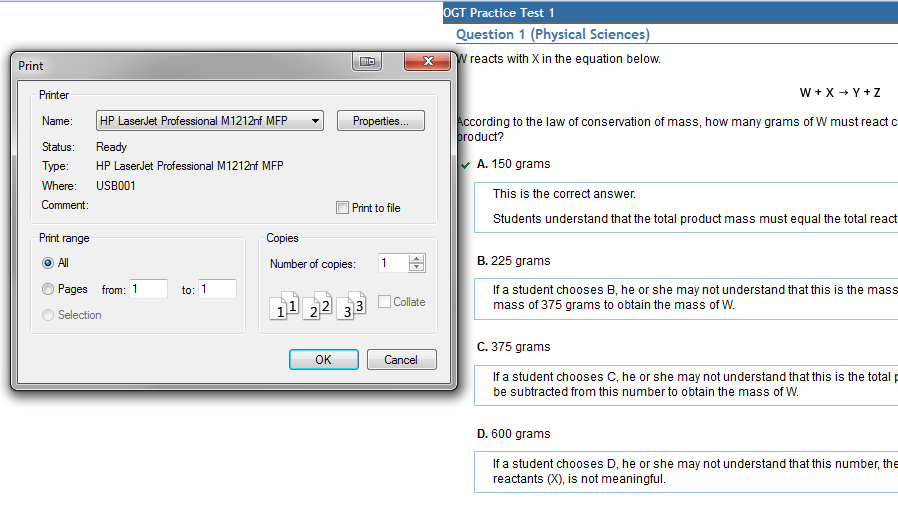 Print
Printer
Name: HP LaserJet Professional M1212nf MFP Properties...
Status: Ready
Type: HP LaserJet Professional M1212nf MFP
Where: USB001
Comment:
Print to file
Print range
All
Pages from: 1 to: 1
Selection
Copies
Number of copies: 1
1 1 2 2 3 3 Collate
OK Cancel
OGT Practice Test 1
Question 1 (Physical Sciences)
W reacts with X in the equation below.
W + X → Y + Z
According to the law of conservation of mass, how many grams of W must react
product?
A. 150 grams
This is the correct answer.
Students understand that the total product mass must equal the total react
B. 225 grams
If a student chooses B, he or she may not understand that this is the mass
mass of 375 grams to obtain the mass of W.
C. 375 grams
If a student chooses C, he or she may not understand that this is the total
be subtracted from this number to obtain the mass of W.
D. 600 grams
If a student chooses D, he or she may not understand that this number, the
reactants (X), is not meaningful.